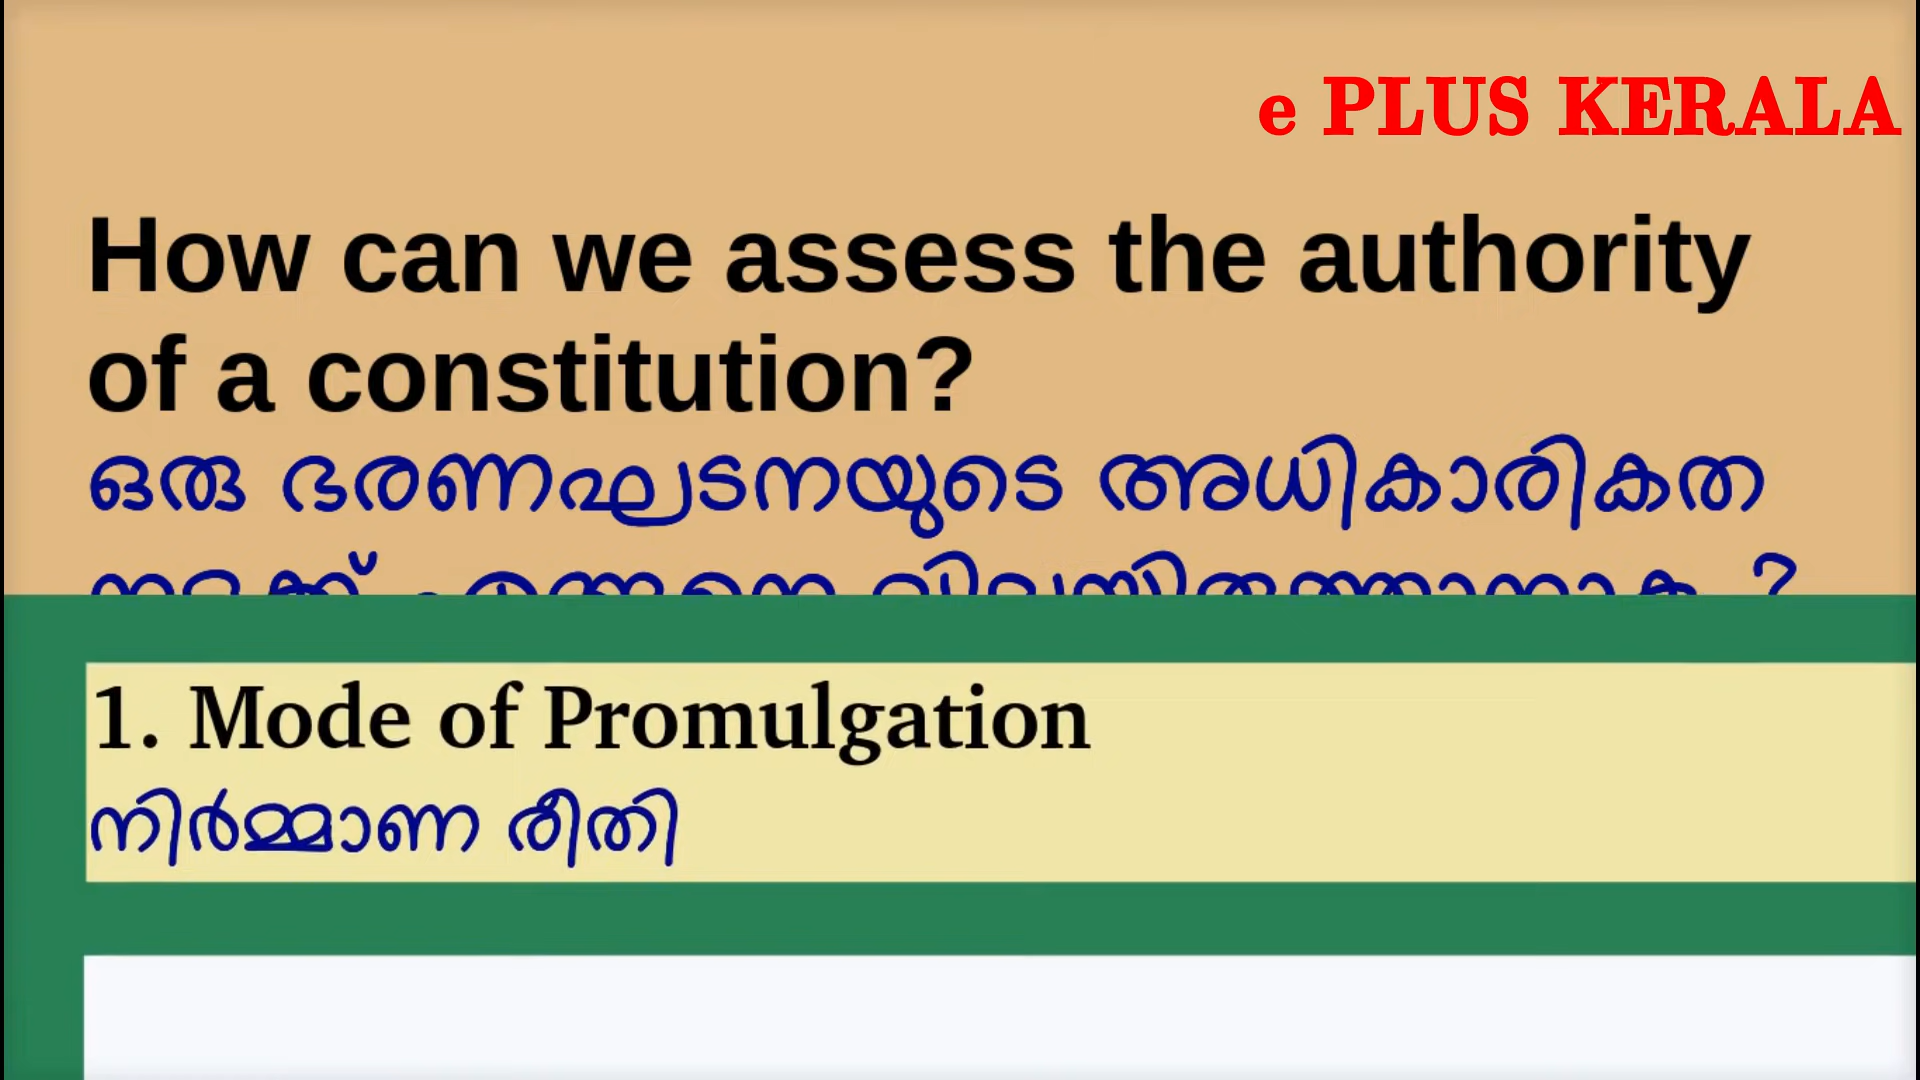 e PLUS KERALA
How can we assess the authority
of a constitution?
ഒരു ഭരണഘടനയുടെ അധികാരികത
1. Mode of Promulgation
നിർമ്മാണ രീതി